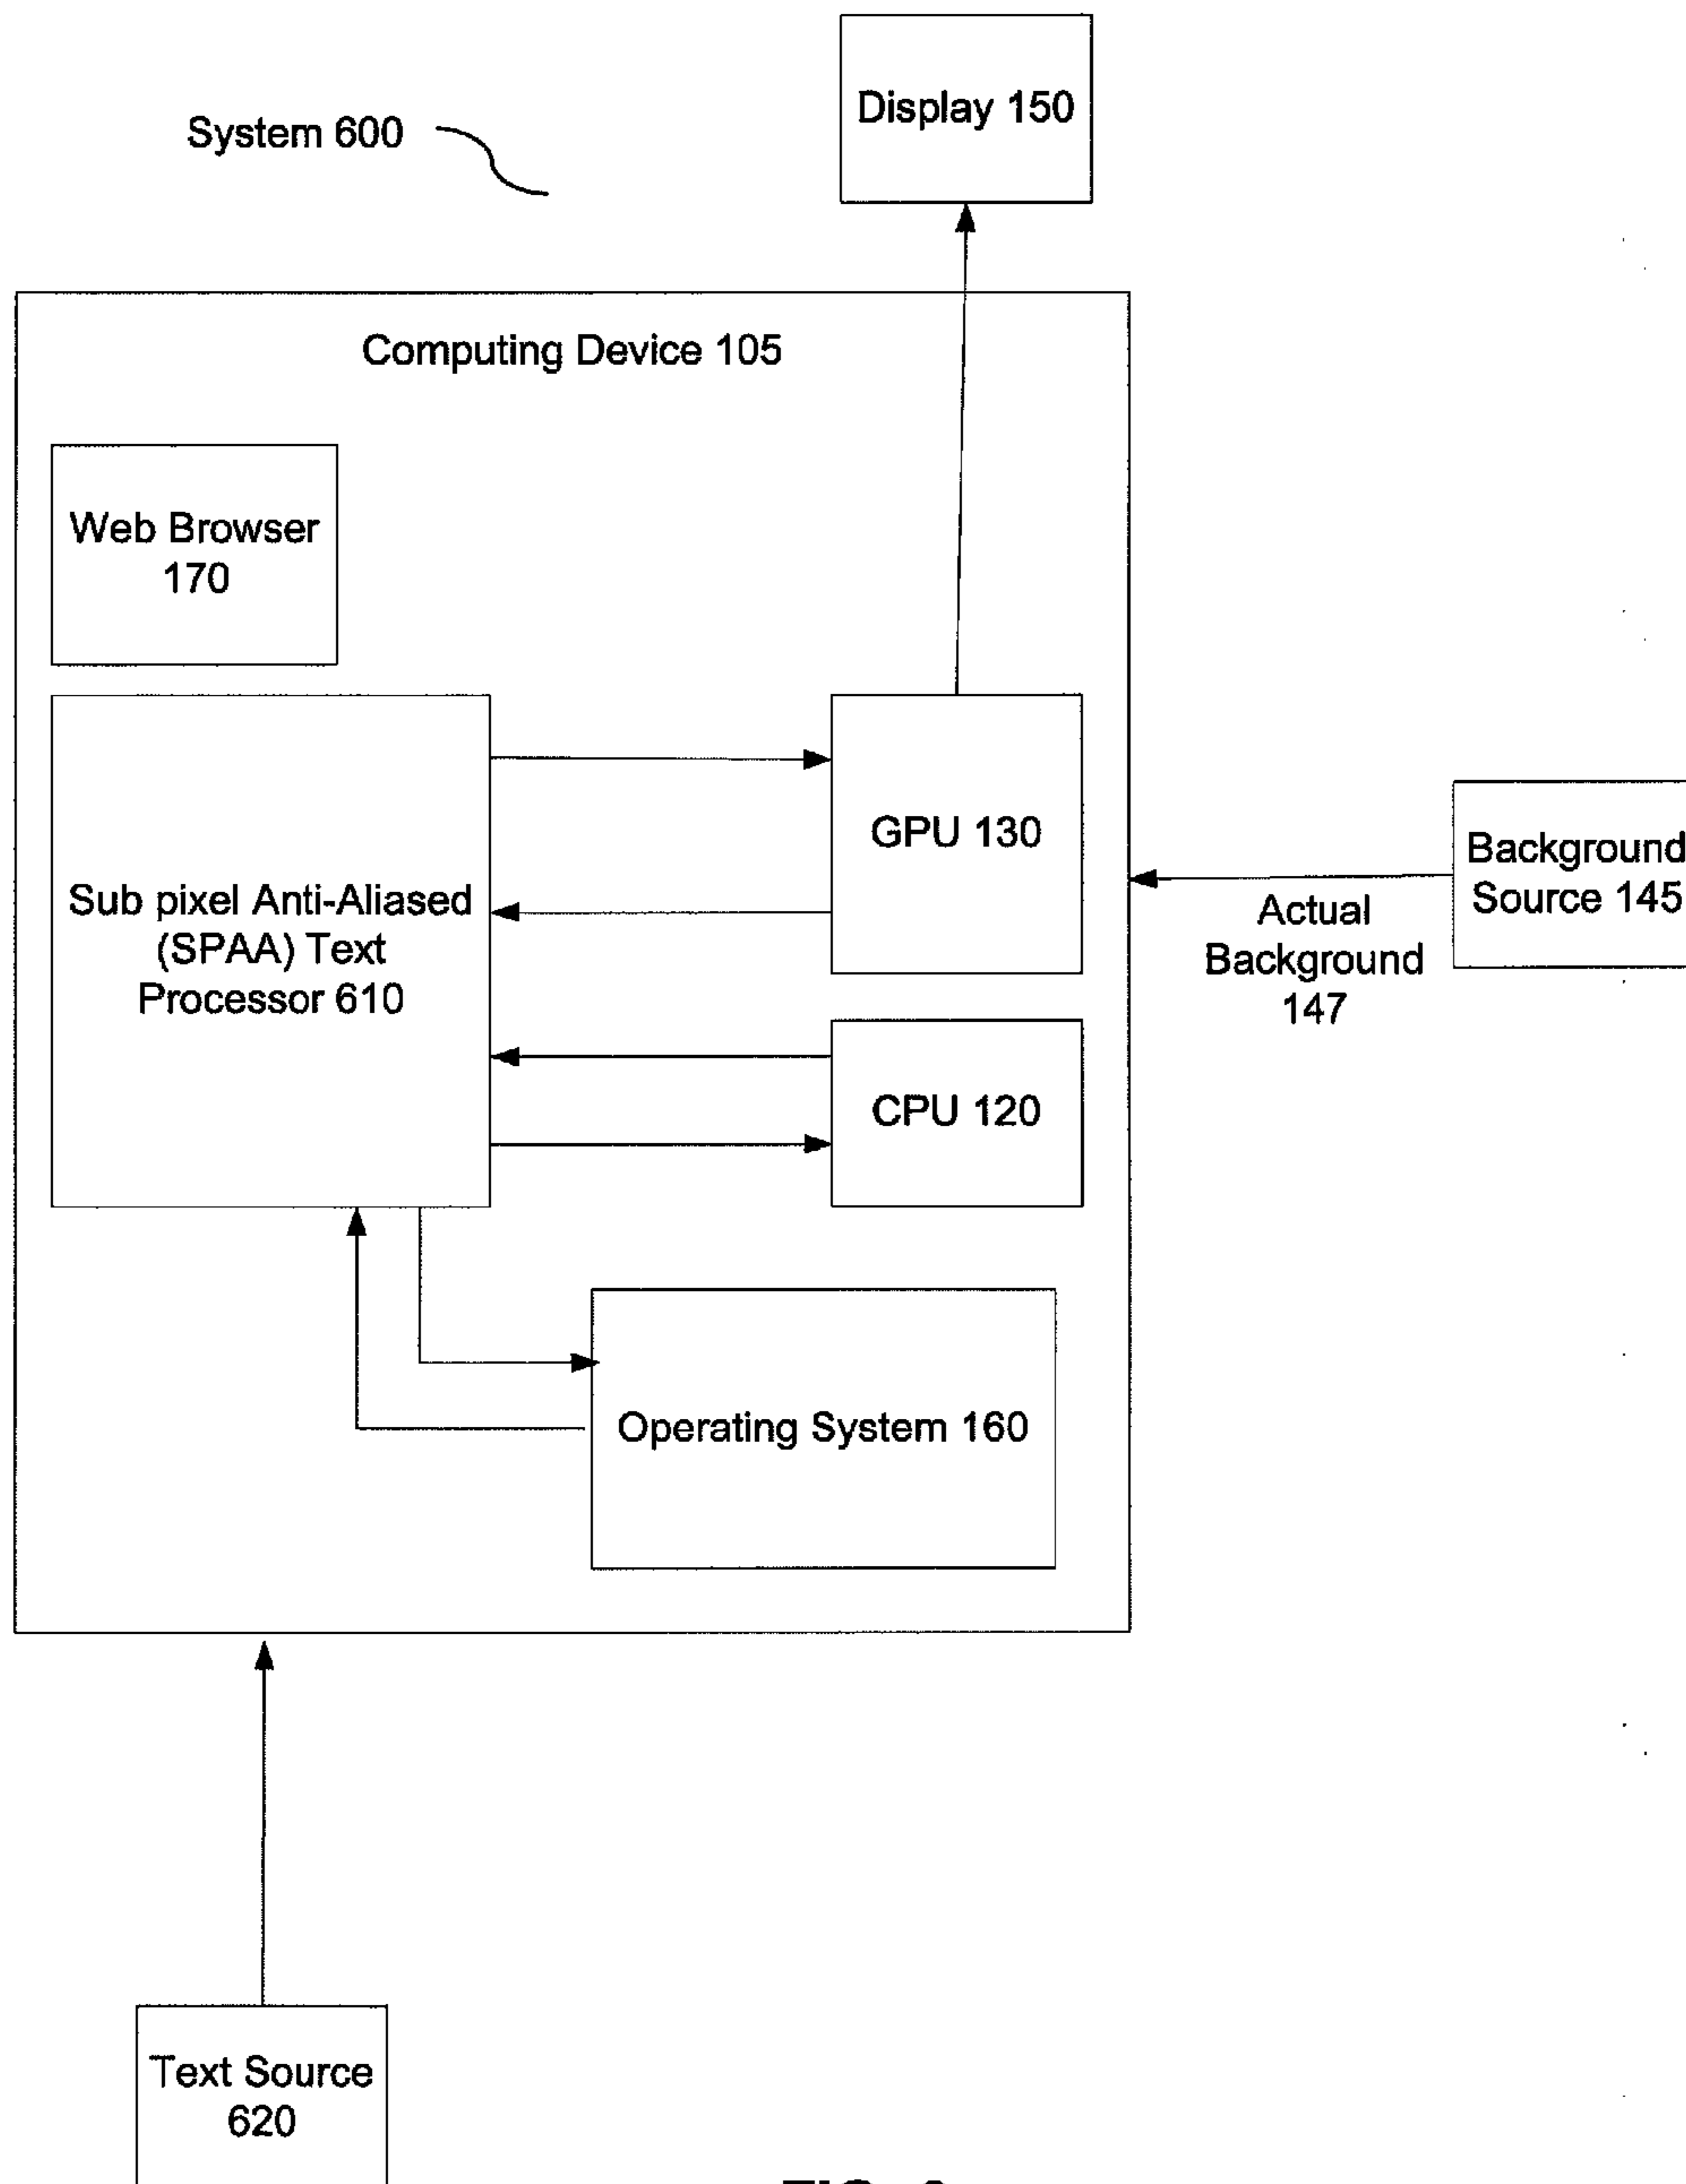 Display 150
System 600
Computing Device 105
Web Browser
170
GPU 130
Sub pixel Anti-Aliased
(SPAA) Text
Processor 610
Background
Source 145
Actual
Background
147
CPU 120
Operating System 160
Text Source
620